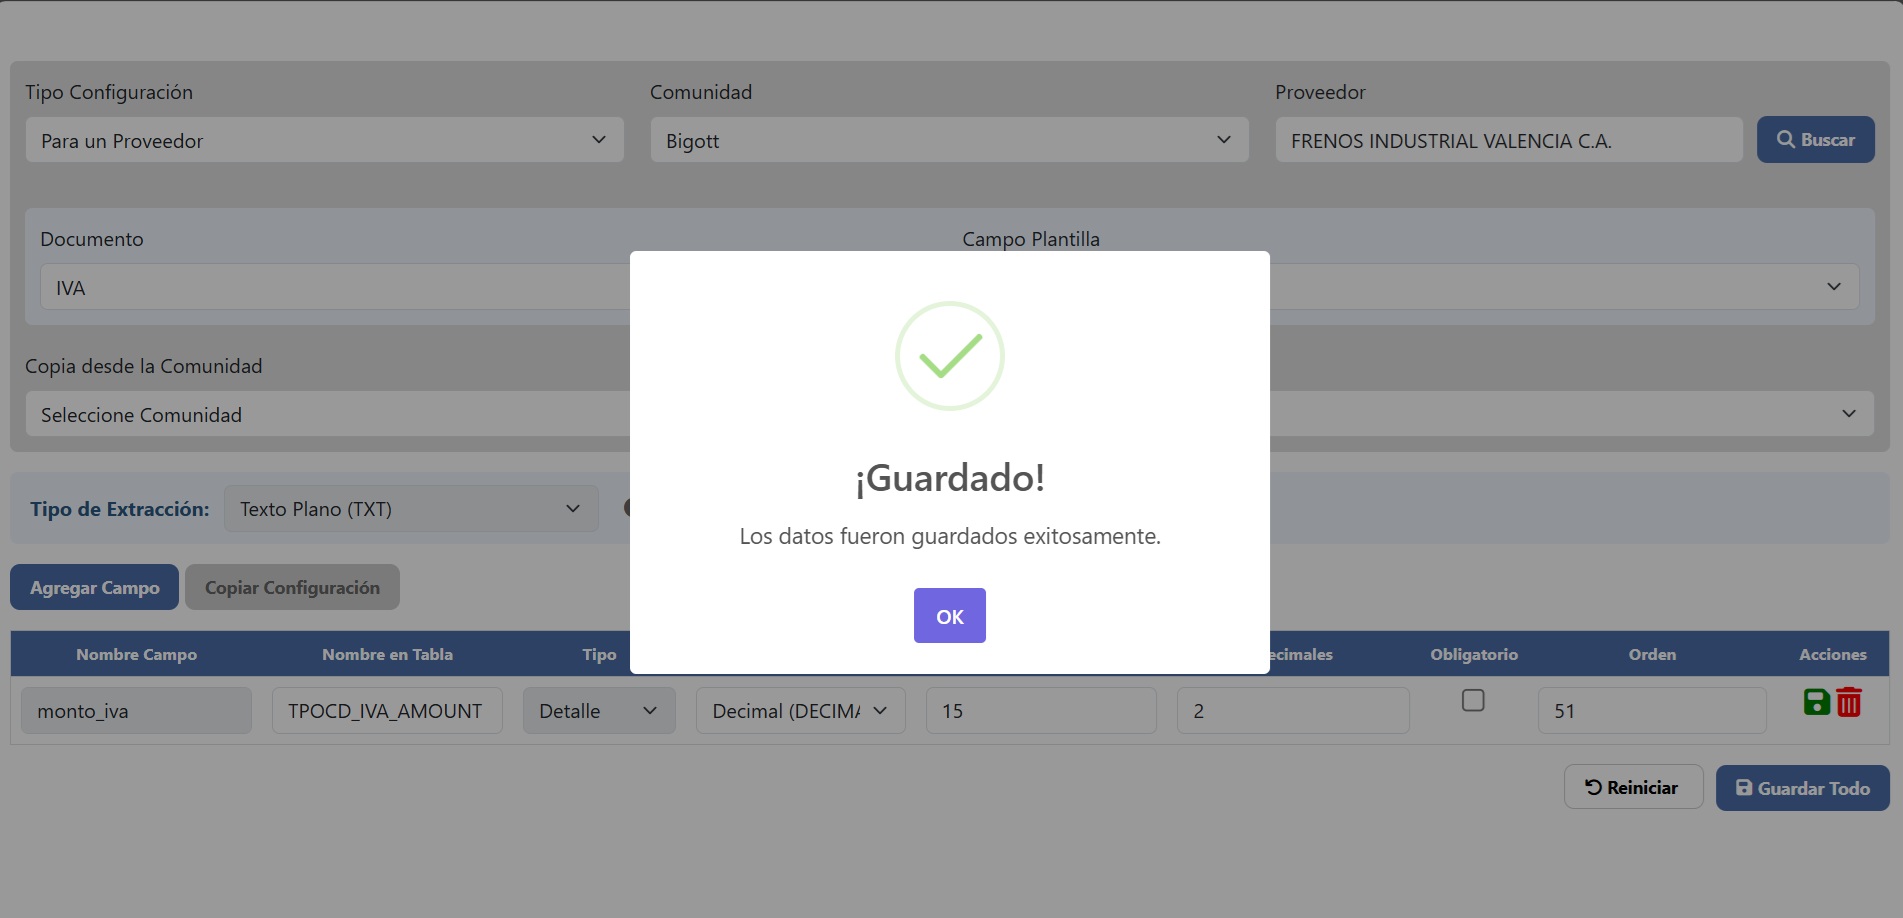 Tipo Configuración
Comunidad
Proveedor
Para un Proveedor
Bigott
FRENOS INDUSTRIAL VALENCIA C.A.
Buscar
Documento
Campo Plantilla
IVA
Copia desde la Comunidad
Seleccione Comunidad
¡Guardado!
Los datos fueron guardados exitosamente.
OK
Tipo de Extracción:
Texto Plano (TXT)
Agregar Campo
Copiar Configuración
Nombre Campo
Nombre en Tabla
Tipo
ecimales
Obligatorio
Orden
Acciones
monto_iva
TPOCD_IVA_AMOUNT
Detalle
Decimal (DECIMA
15
2
51
Reiniciar
Guardar Todo